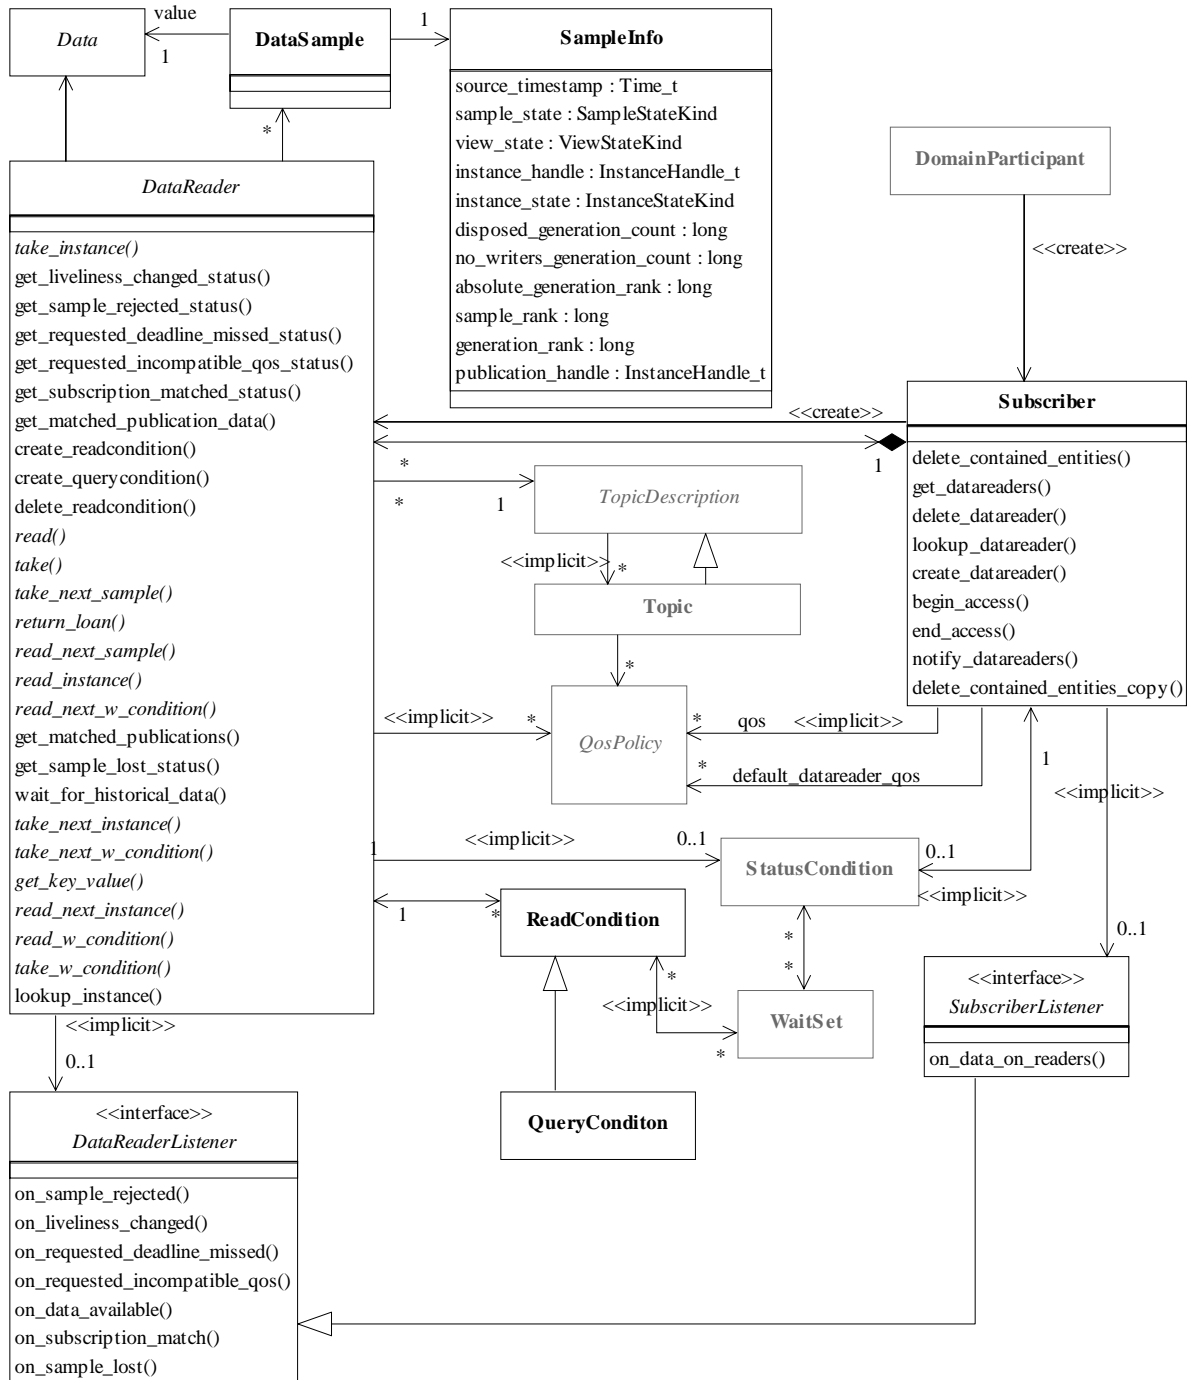 value
Data
1
DataSample
1
SampleInfo
source_timestamp : Time_t
sample_state : SampleStateKind
view_state : ViewStateKind
instance_handle : InstanceHandle_t
instance_state : InstanceStateKind
disposed_generation_count : long
no_writers_generation_count : long
absolute_generation_rank : long
sample_rank : long
generation_rank : long
publication_handle : InstanceHandle_t
*
DomainParticipant
<<create>>
DataReader
take_instance()
get_liveliness_changed_status()
get_sample_rejected_status()
get_requested_deadline_missed_status()
get_requested_incompatible_qos_status()
get_subscription_matched_status()
get_matched_publication_data()
create_readcondition()
create_querycondition()
delete_readcondition()
read()
take()
take_next_sample()
return_loan()
read_next_sample()
read_instance()
read_next_w_condition()
get_matched_publications()
get_sample_lost_status()
wait_for_historical_data()
take_next_instance()
take_next_w_condition()
get_key_value()
read_next_instance()
read_w_condition()
take_w_condition()
lookup_instance()
<<create>>
*
1
Subscriber
delete_contained_entities()
get_datareaders()
delete_datareader()
lookup_datareader()
create_datareader()
begin_access()
end_access()
notify_datareaders()
delete_contained_entities_copy()
*
1
TopicDescription
<<implicit>>
*
Topic
*
<<implicit>>
*
QosPolicy
*
qos
<<implicit>>
*
default_datareader_qos
1
<<implicit>>
1
<<implicit>>
0..1
StatusCondition
0..1
<<implicit>>
1
*
ReadCondition
*
*
*
<<implicit>>
*
WaitSet
0..1
<<interface>>
SubscriberListener
on_data_on_readers()
QueryConditon
<<implicit>>
0..1
<<interface>>
DataReaderListener
on_sample_rejected()
on_liveliness_changed()
on_requested_deadline_missed()
on_requested_incompatible_qos()
on_data_available()
on_subscription_match()
on_sample_lost()